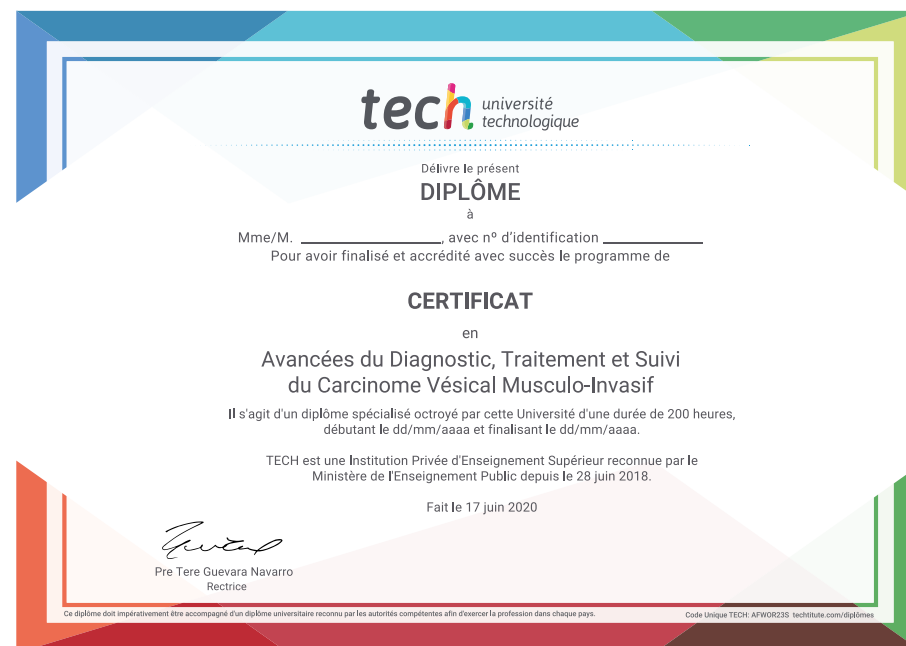 tech université
technologique
Délivre le présent
DIPLÔME
à
Mme/M. ____________________, avec nº d'identification ______________
Pour avoir finalisé et accrédité avec succès le programme de
CERTIFICAT
en
Avancées du Diagnostic, Traitement et Suivi
du Carcinome Vésical Musculo-Invasif
Il s'agit d'un diplôme spécialisé octroyé par cette Université d'une durée de 200 heures,
débutant le dd/mm/aaaa et finalisant le dd/mm/aaaa.
TECH est une Institution Privée d'Enseignement Supérieur reconnue par le
Ministère de l'Enseignement Public depuis le 28 juin 2018.
Fait le 17 juin 2020
Pre Tere Guevara Navarro
Rectrice
Ce diplôme doit impérativement être accompagné d'un diplôme universitaire reconnu par les autorités compétentes afin d'exercer la profession dans chaque pays.
Code Unique TECH: AFWOR23S techtitute.com/diplômes